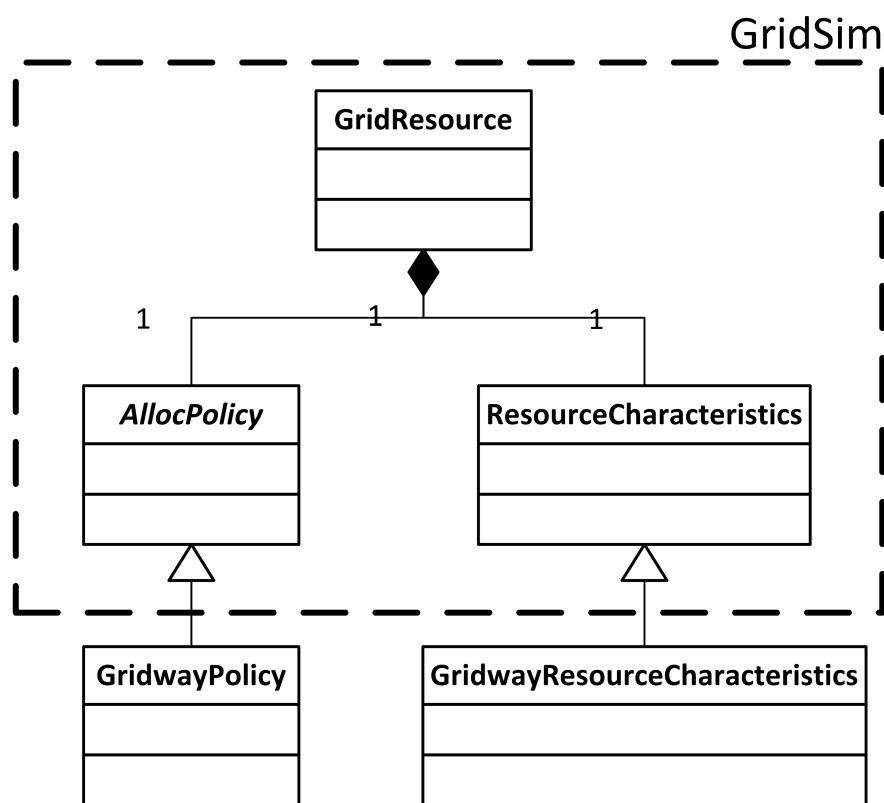 GridSim
GridResource
1
1
1
AllocPolicy
ResourceCharacteristics
GridwayPolicy
GridwayResourceCharacteristics